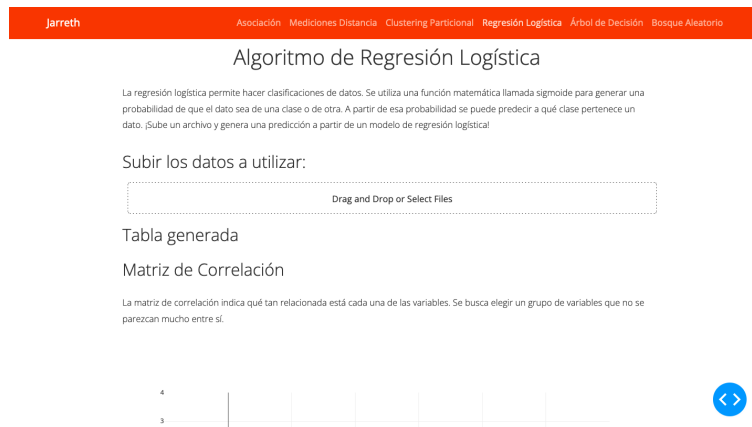 Jarreth Asociación Mediciones Distancia Clustering Particional Regresión Logística Árbol de Decisión Bosque Aleatorio
Algoritmo de Regresión Logística
La regresión logística permite hacer clasificaciones de datos. Se utiliza una función matemática llamada sigmoide para generar una
probabilidad de que el dato sea de una clase o de otra. A partir de esa probabilidad se puede predecir a qué clase pertenece un
dato. ¡Sube un archivo y genera una predicción a partir de un modelo de regresión logística!
Subir los datos a utilizar:
Drag and Drop or Select Files
Tabla generada
Matriz de Correlación
La matriz de correlación indica qué tan relacionada está cada una de las variables. Se busca elegir un grupo de variables que no se
parezcan mucho entre sí.
4
3